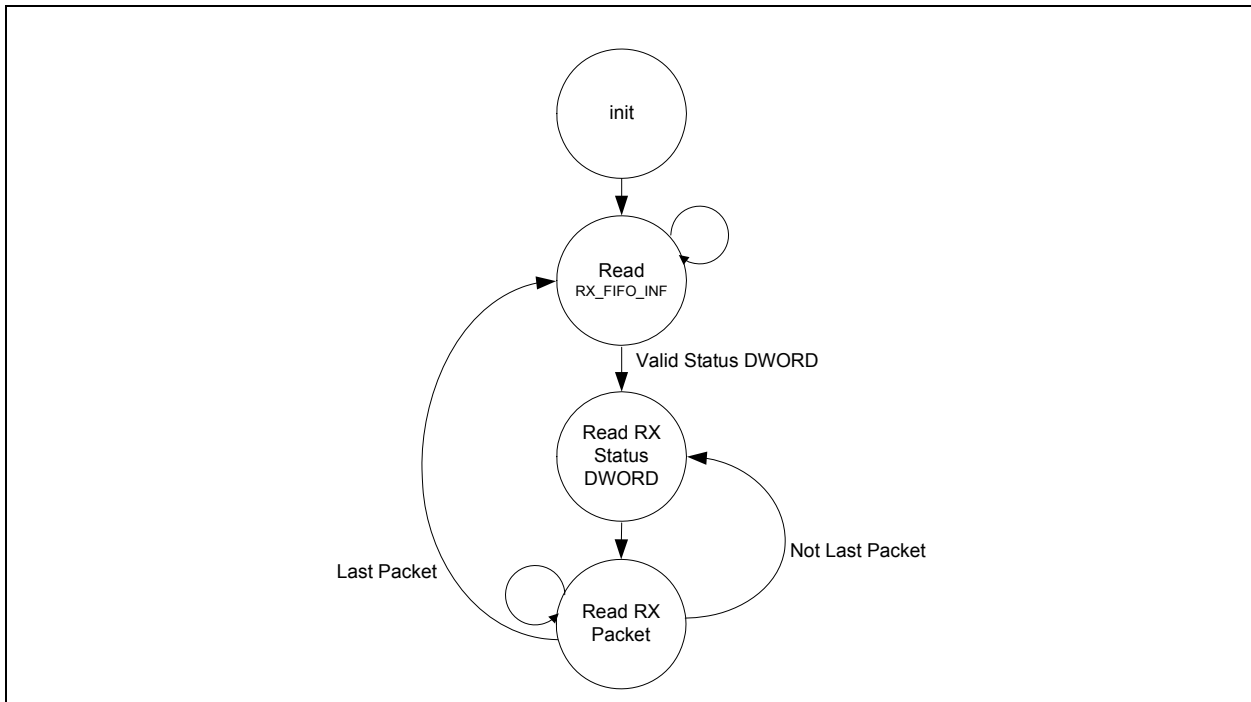 init
Read
RX_FIFO_INF
Valid Status DWORD
Read RX
Status
DWORD
Not Last Packet
Last Packet
Read RX
Packet